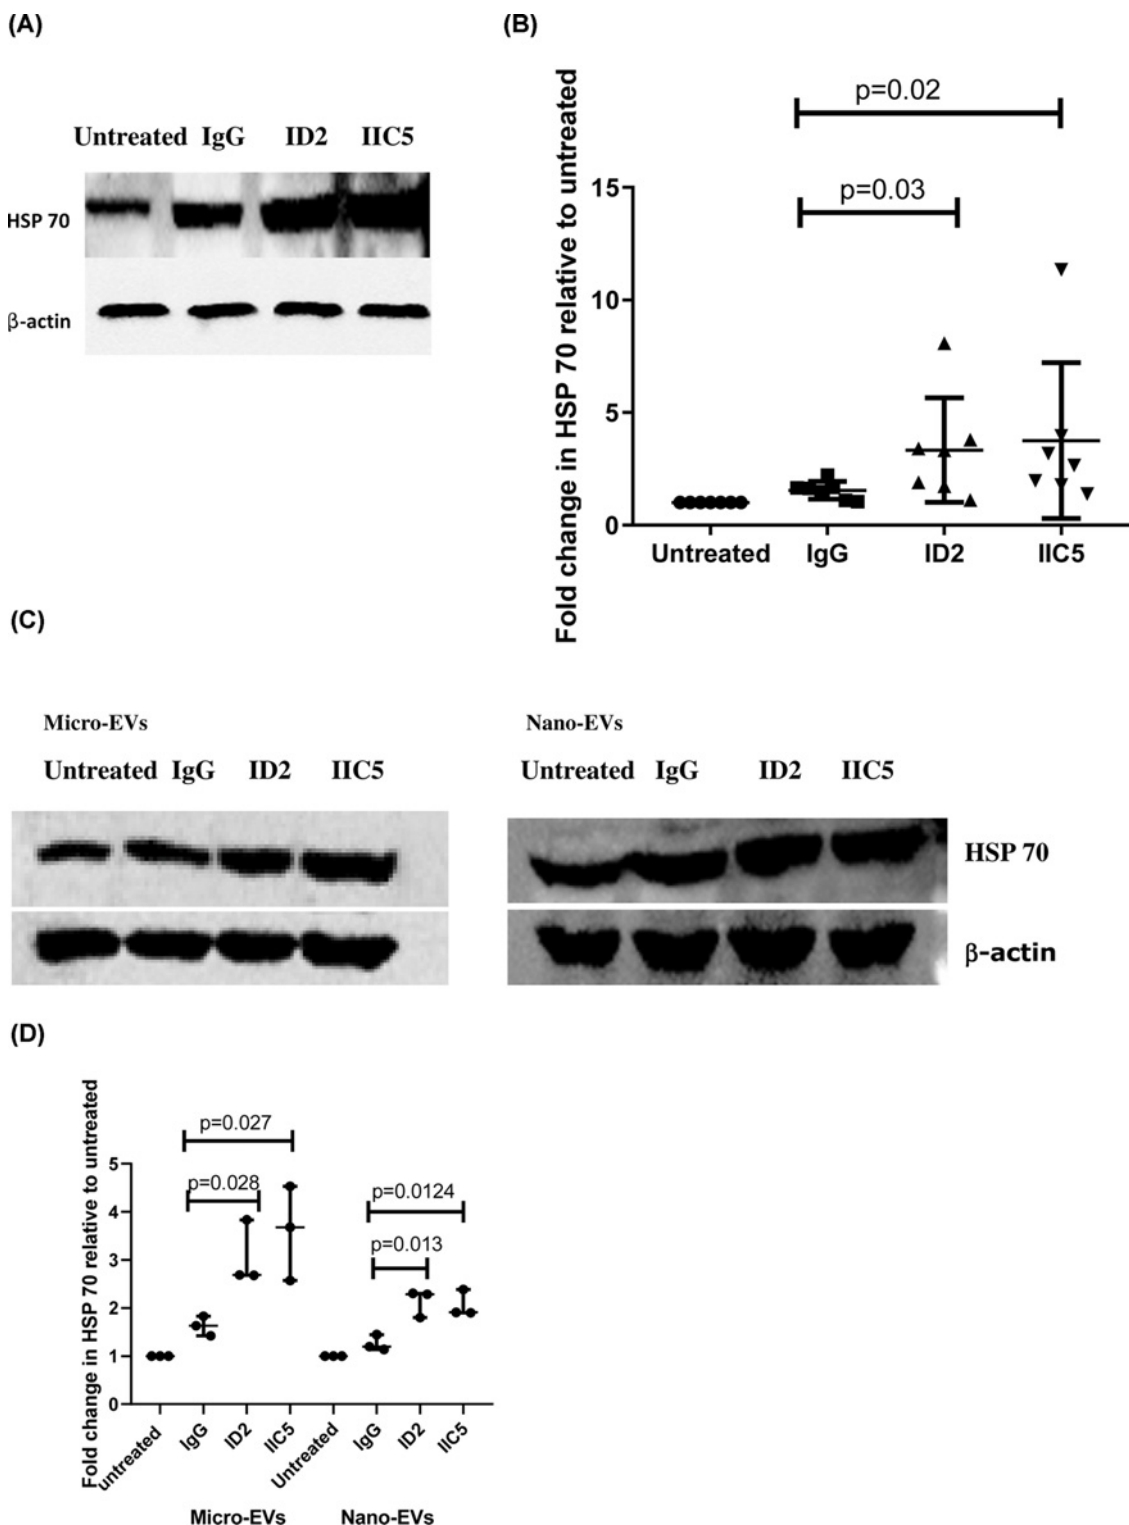 (A)
Untreated IgG ID2 IIC5
HSP 70
β-actin
(B)
Fold change in HSP 70 relative to untreated
p=0.02
p=0.03
15
10
5
0
Untreated IgG ID2 IIC5
(C)
Micro-EVs
Untreated IgG ID2 IIC5
Nano-EVs
Untreated IgG ID2 IIC5
HSP 70
β-actin
(D)
Fold change in HSP 70 relative to untreated
p=0.027
p=0.028
p=0.0124
p=0.013
5
4
3
2
1
0
untreated IgG ID2 IIC5 Untreated IgG ID2 IIC5
Micro-EVs Nano-EVs